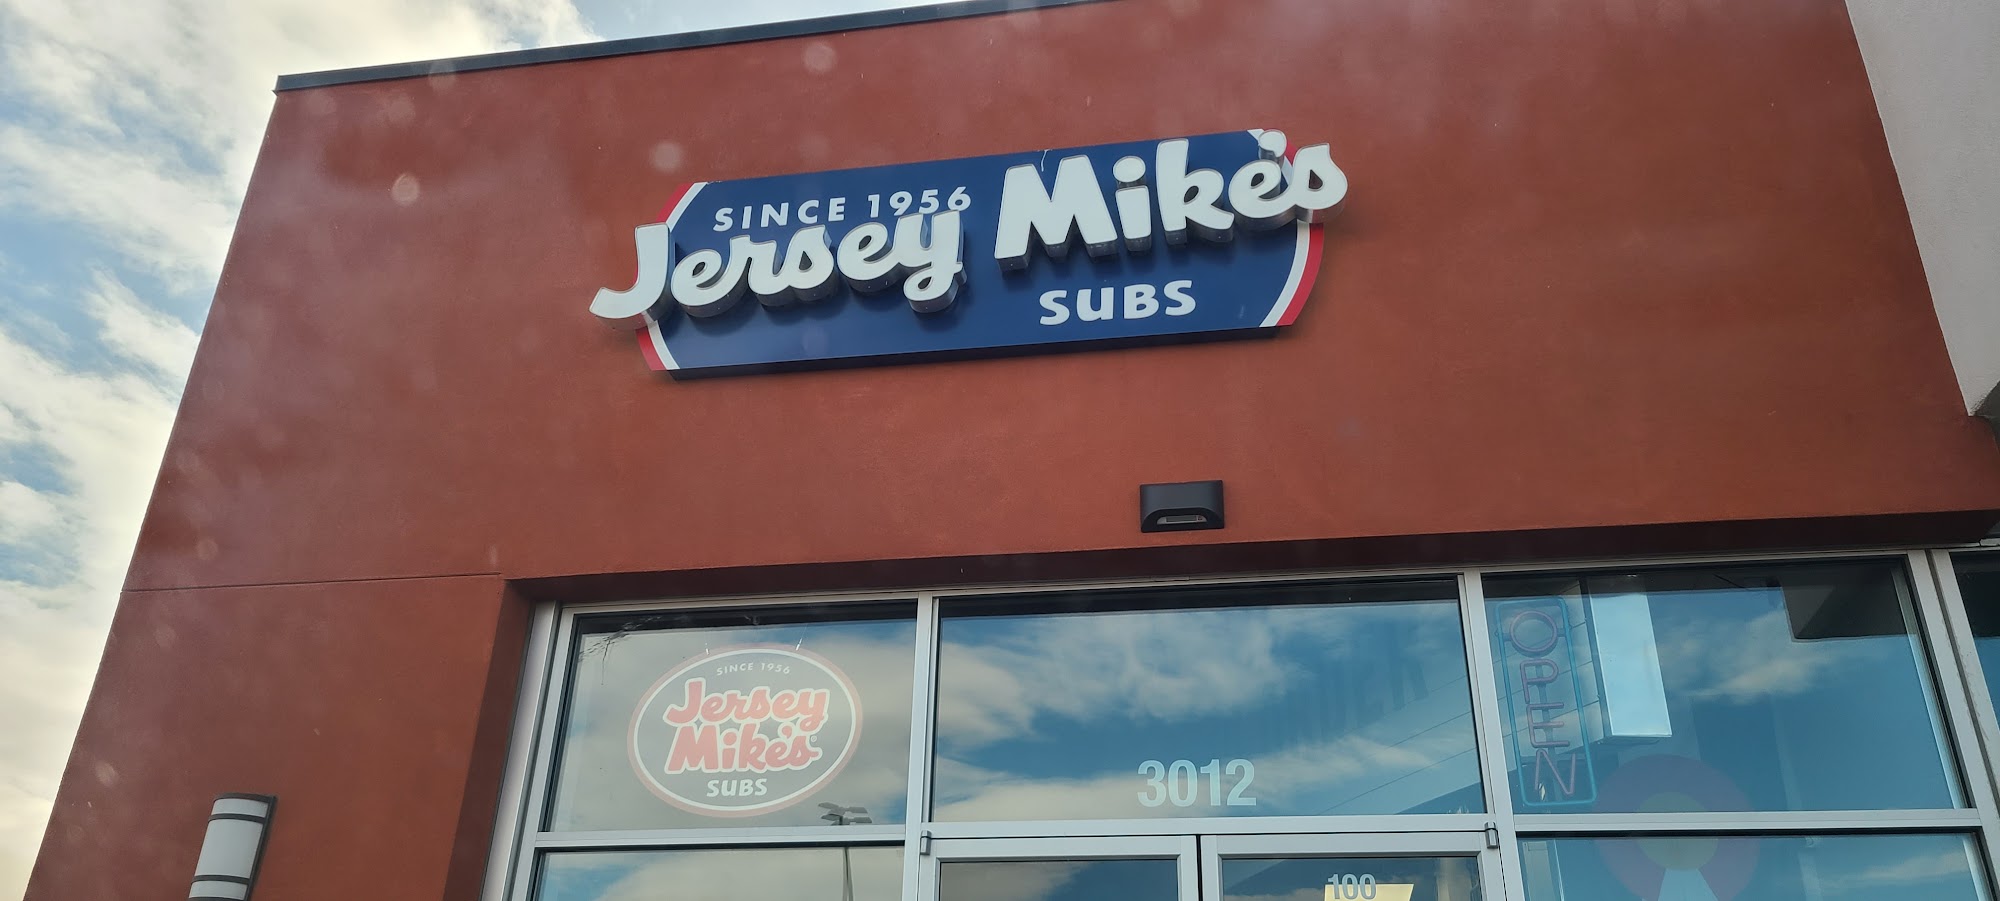 SINCE 1956
Jersey Mike's
SUBS
SINCE 1956
Jersey
Mike's
SUBS
3012
OPEN
100